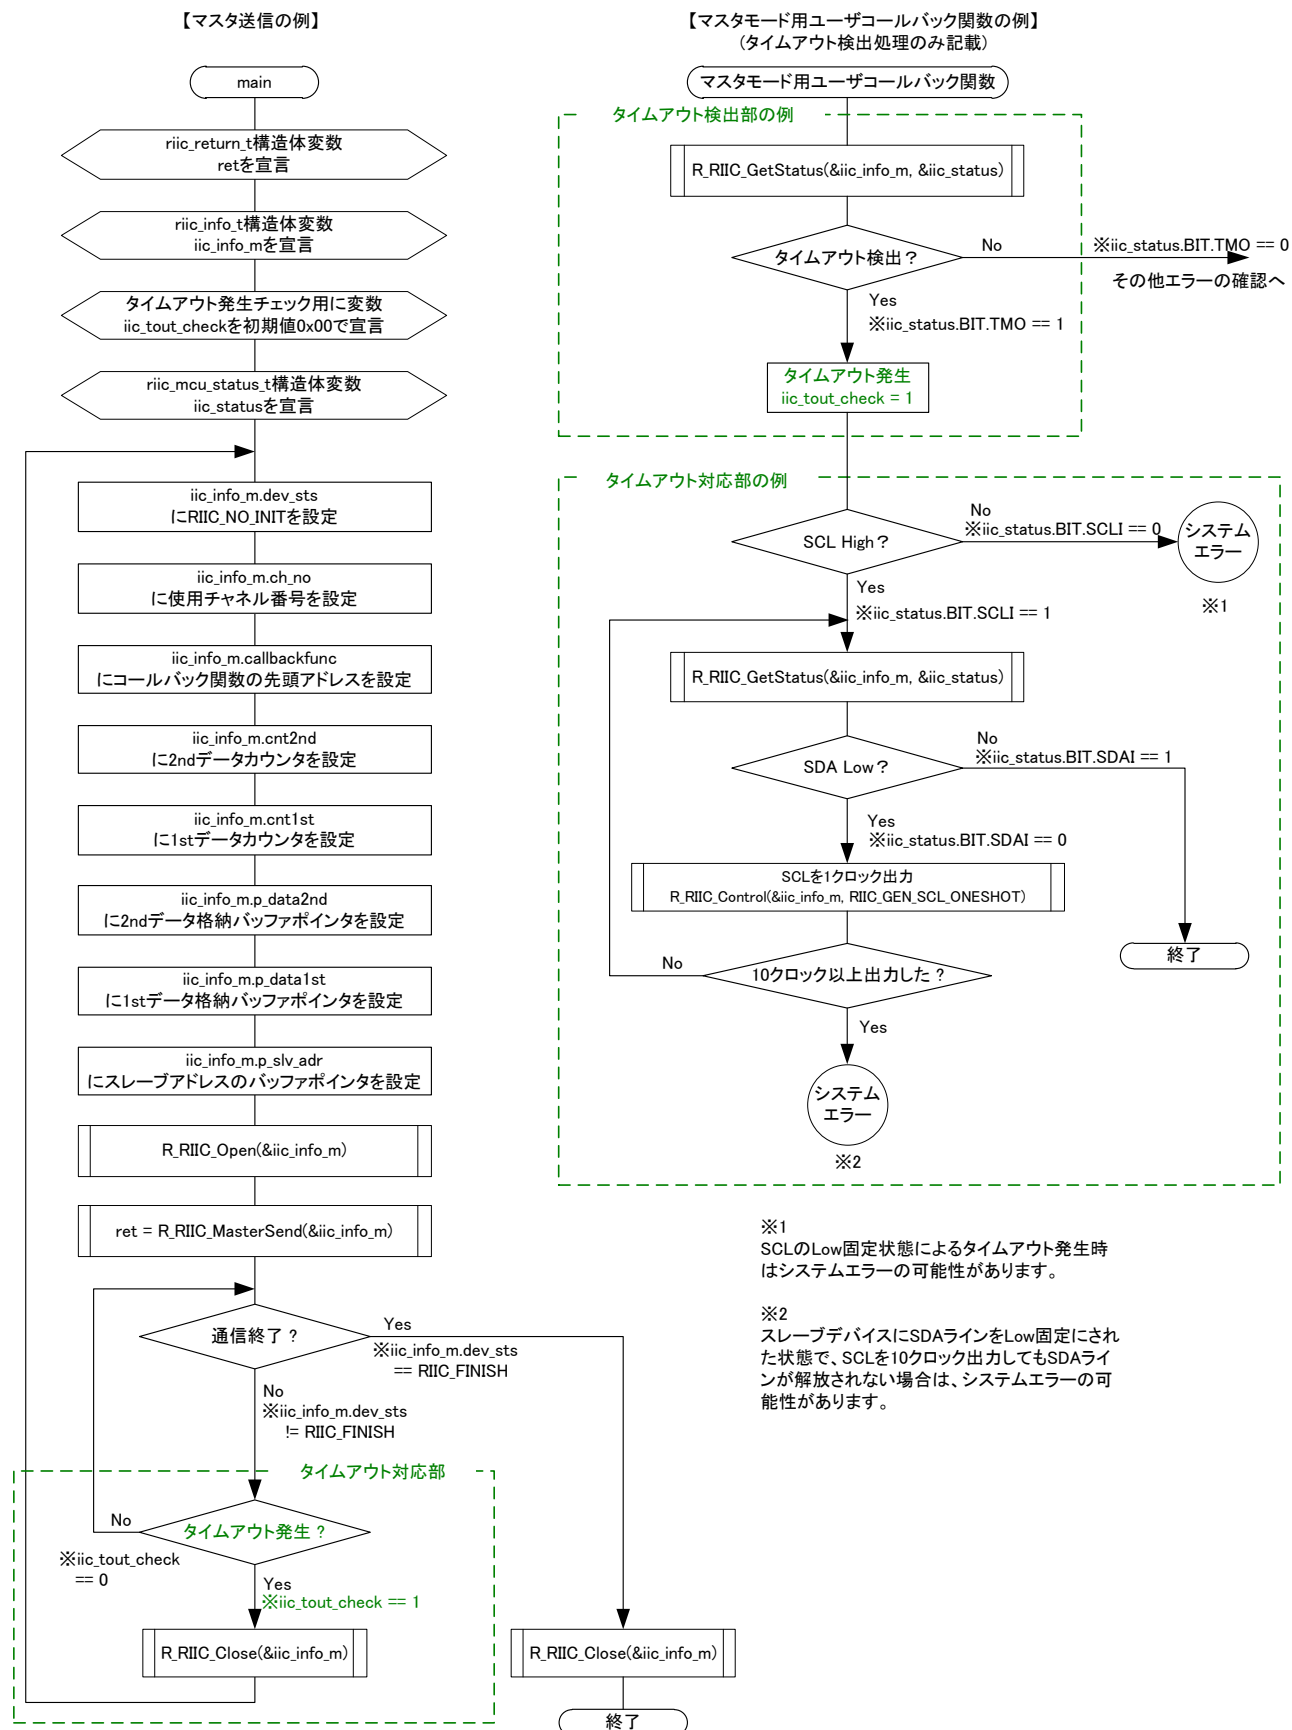 【マスタ送信の例】
main
riic_return_t構造体変数
retを宣言
riic_info_t構造体変数
iic_info_mを宣言
タイムアウト発生チェック用に変数
iic_tout_checkを初期値0x00で宣言
riic_mcu_status_t構造体変数
iic_statusを宣言
iic_info_m.dev_sts
にRIIC_NO_INITを設定
iic_info_m.ch_no
に使用チャネル番号を設定
iic_info_m.callbackfunc
にコールバック関数の先頭アドレスを設定
iic_info_m.cnt2nd
に2ndデータカウンタを設定
iic_info_m.cnt1st
に1stデータカウンタを設定
iic_info_m.p_data2nd
に2ndデータ格納バッファポインタを設定
iic_info_m.p_data1st
に1stデータ格納バッファポインタを設定
iic_info_m.p_slv_adr
にスレーブアドレスのバッファポインタを設定
R_RIIC_Open(&iic_info_m)
ret = R_RIIC_MasterSend(&iic_info_m)
通信終了？
Yes
※iic_info_m.dev_sts
== RIIC_FINISH
No
※iic_info_m.dev_sts
!= RIIC_FINISH
タイムアウト対応部
タイムアウト発生？
No
※iic_tout_check
== 0
Yes
※iic_tout_check == 1
R_RIIC_Close(&iic_info_m)
R_RIIC_Close(&iic_info_m)
終了
【マスタモード用ユーザコールバック関数の例】
（タイムアウト検出処理のみ記載）
マスタモード用ユーザコールバック関数
タイムアウト検出部の例
R_RIIC_GetStatus(&iic_info_m, &iic_status)
タイムアウト検出？
No
※iic_status.BIT.TMO == 0
その他エラーの確認へ
Yes
※iic_status.BIT.TMO == 1
タイムアウト発生
iic_tout_check = 1
タイムアウト対応部の例
SCL High？
No
※iic_status.BIT.SCLI == 0
システム
エラー
※1
Yes
※iic_status.BIT.SCLI == 1
R_RIIC_GetStatus(&iic_info_m, &iic_status)
SDA Low？
No
※iic_status.BIT.SDAI == 1
Yes
※iic_status.BIT.SDAI == 0
SCLを1クロック出力
R_RIIC_Control(&iic_info_m, RIIC_GEN_SCL_ONESHOT)
終了
10クロック以上出力した？
No
Yes
システム
エラー
※2
※1
SCLのLow固定状態によるタイムアウト発生時
はシステムエラーの可能性があります。
※2
スレーブデバイスにSDAラインをLow固定にされ
た状態で、SCLを10クロック出力してもSDAライ
ンが解放されない場合は、システムエラーの可
能性があります。